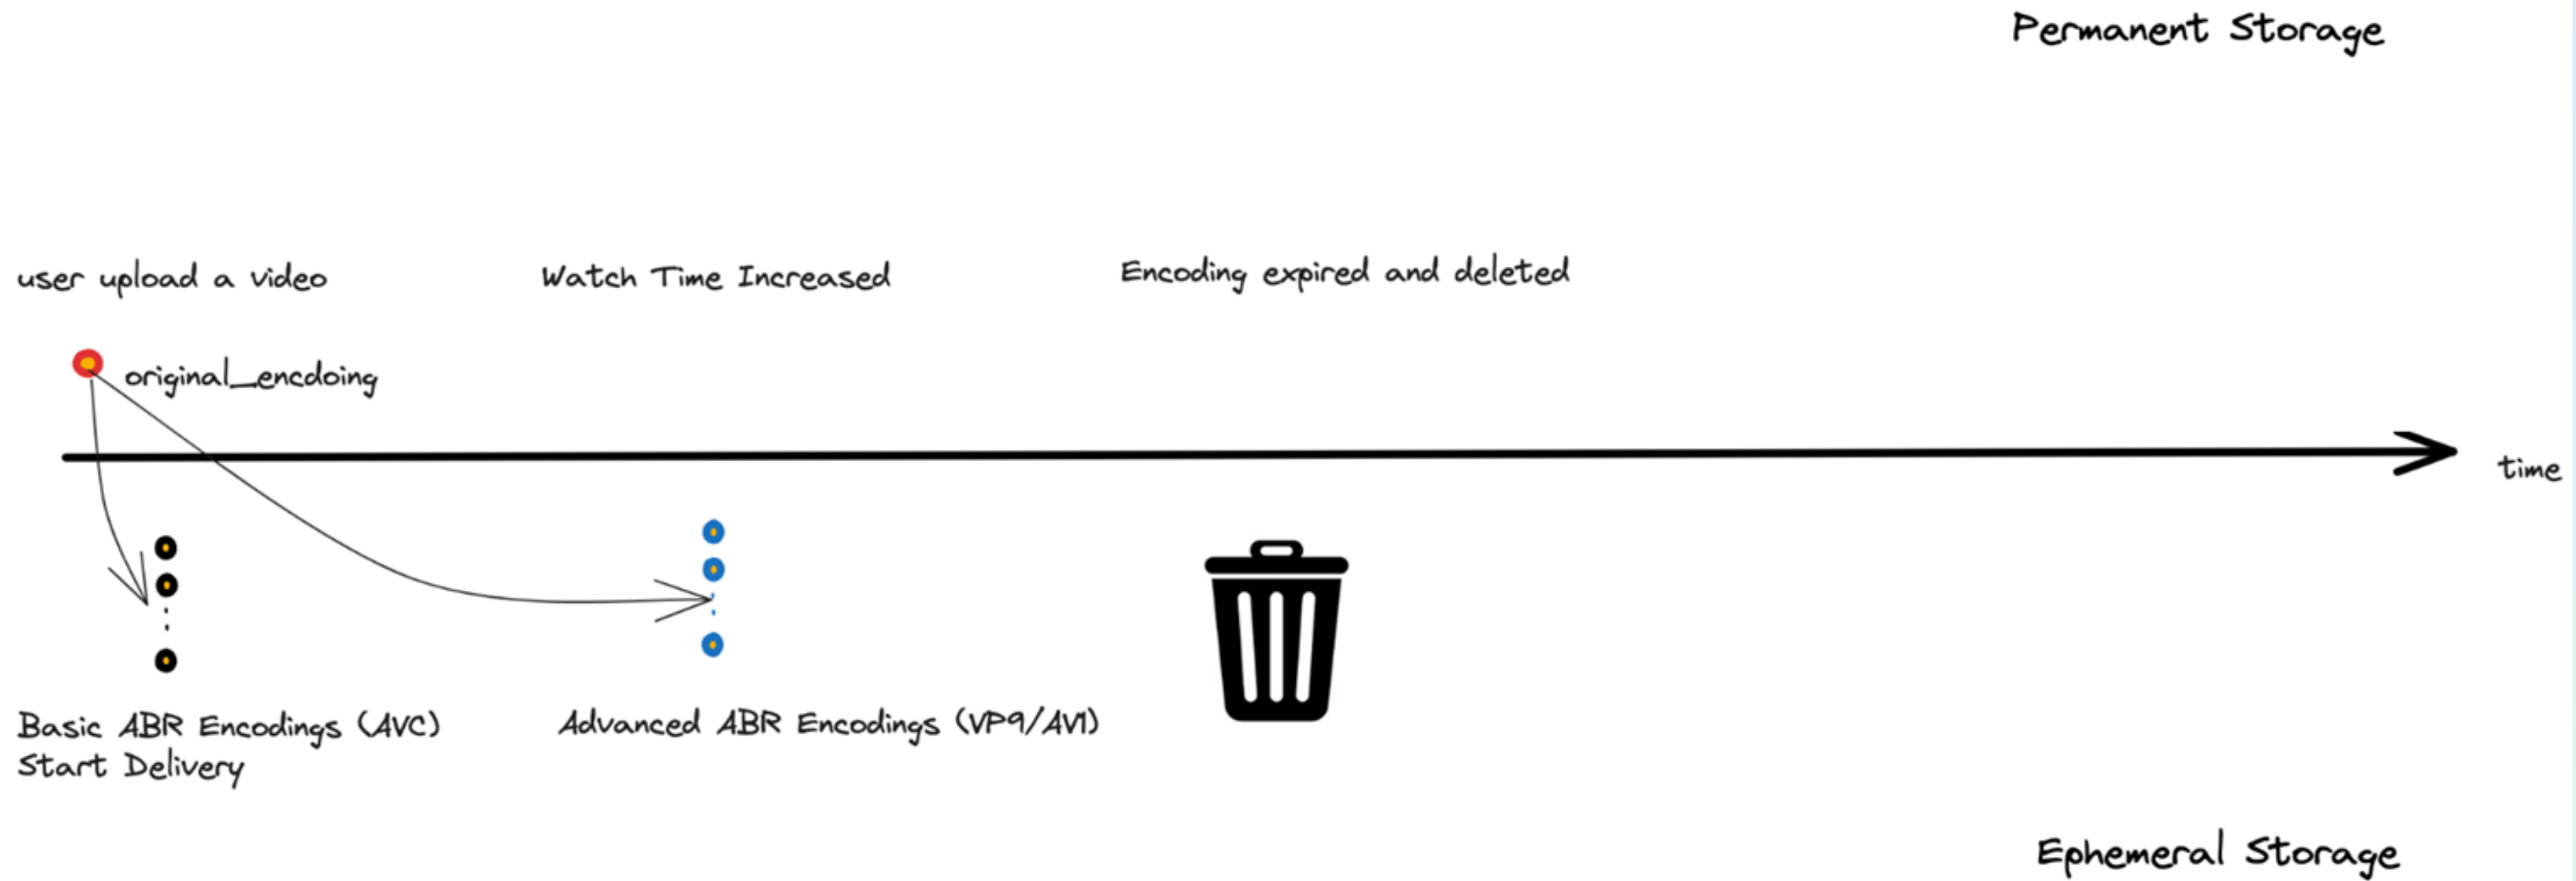 Permanent Storage
user upload a video
Watch Time Increased
Encoding expired and deleted
original_encdoing
time
Basic ABR Encodings (AVC)
Start Delivery
Advanced ABR Encodings (VP9/AV1)
Ephemeral Storage